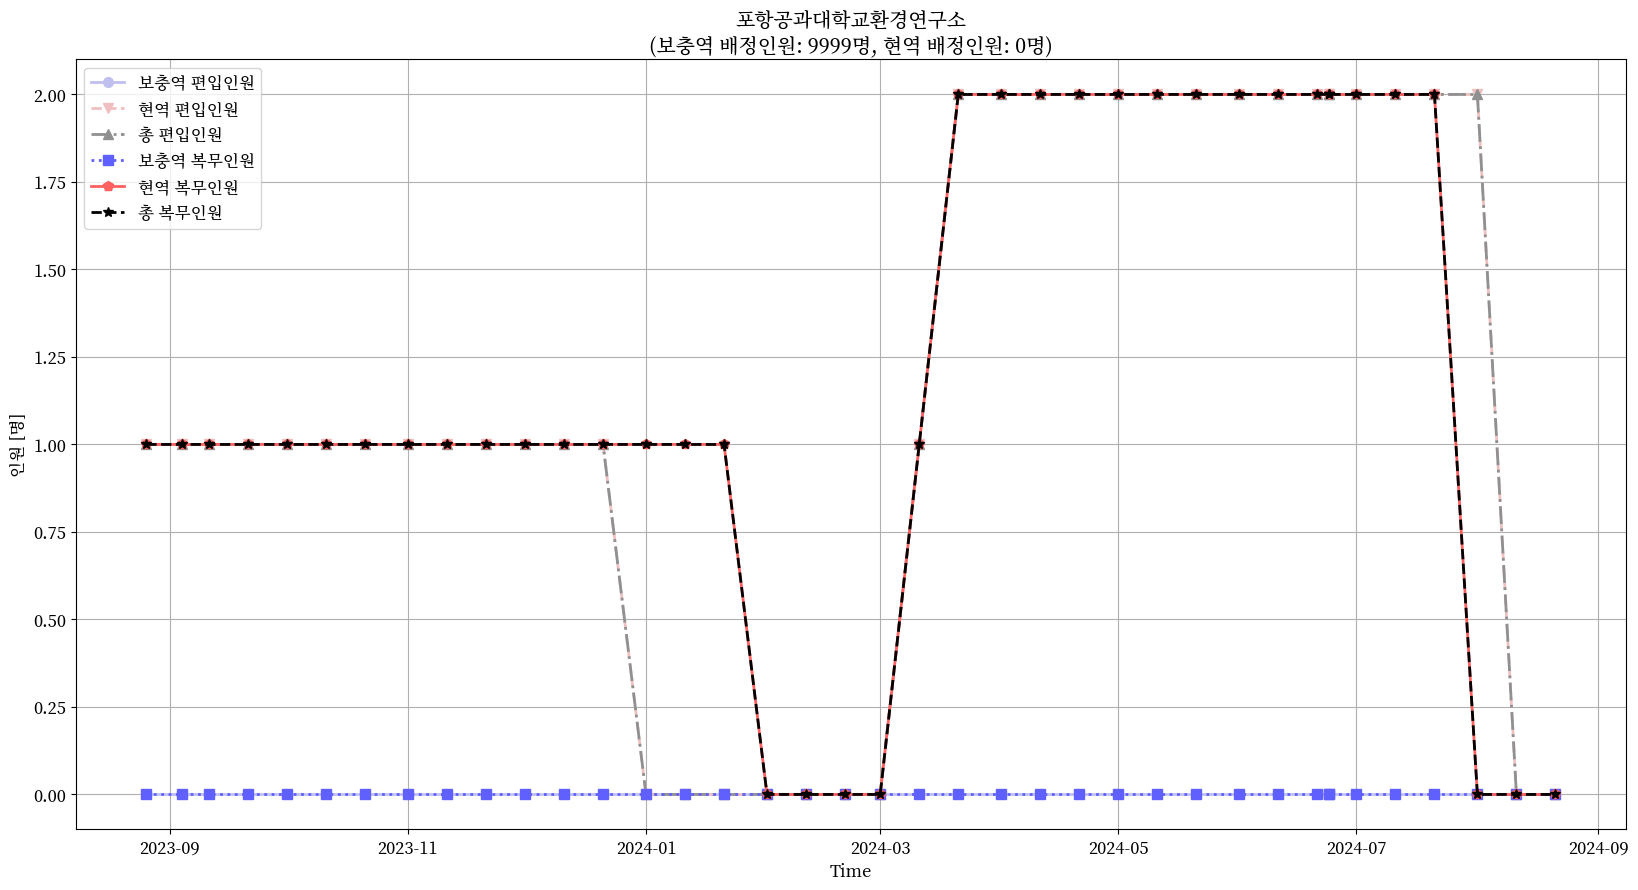 포항공과대학교환경연구소
(보충역 배정인원: 9999명, 현역 배정인원: 0명)
보충역 편입인원
현역 편입인원
총 편입인원
보충역 복무인원
현역 복무인원
총 복무인원
2.00
1.75
1.50
1.25
1.00
0.75
0.50
0.25
0.00
인원 [명]
2023-09
2023-11
2024-01
2024-03
2024-05
2024-07
2024-09
Time